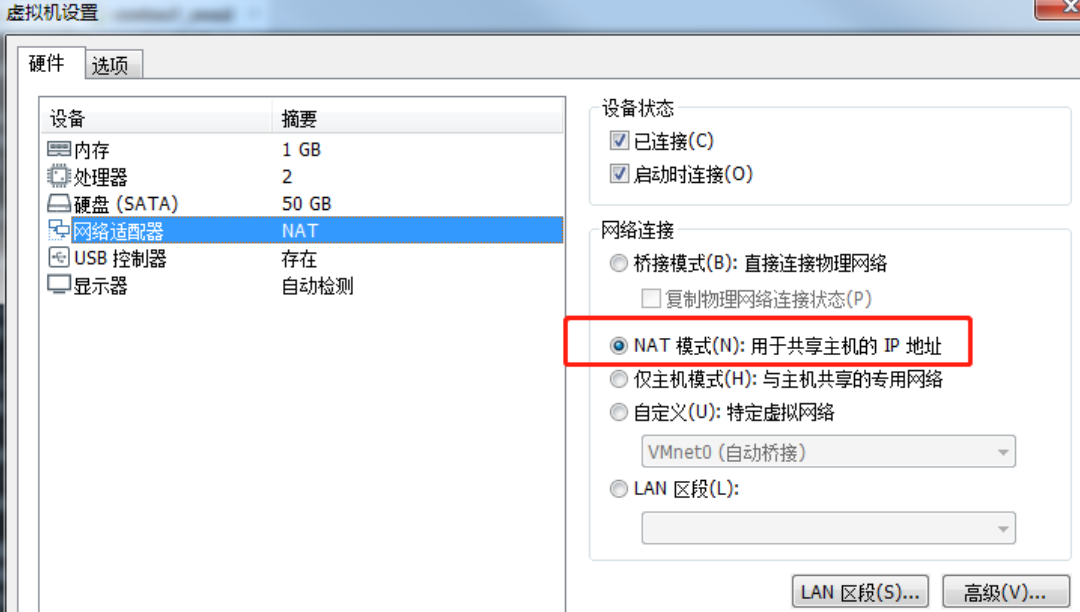 虚拟机设置
硬件 选项
设备 摘要
内存 1 GB
处理器 2
硬盘 (SATA) 50 GB
网络适配器 NAT
USB 控制器 存在
显示器 自动检测
设备状态
已连接(C)
启动时连接(O)
网络连接
桥接模式(B): 直接连接物理网络
复制物理网络连接状态(P)
NAT 模式(N): 用于共享主机的 IP 地址
仅主机模式(H): 与主机共享的专用网络
自定义(U): 特定虚拟网络
VMnet0 (自动桥接)
LAN 区段(L):
LAN 区段(S)... 高级(V)...